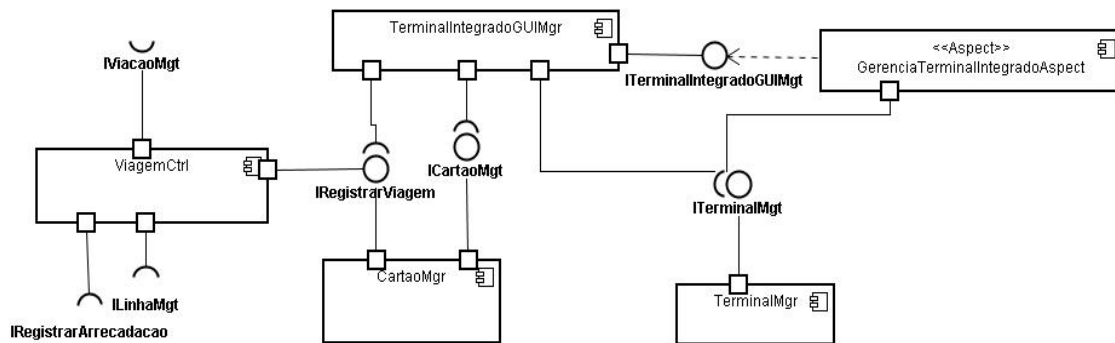 TerminalIntegradoGUIMgr
<<Aspect>>
GerenciaTerminalIntegradoAspect
IViacaoMgt
ITerminalIntegradoGUIMgt
ViagemCtrl
ICartaoMgt
IRegistrarViagem
ITerminalMgt
CartaoMgr
TerminalMgr
ILinhaMgt
IRegistrarArrecadacao